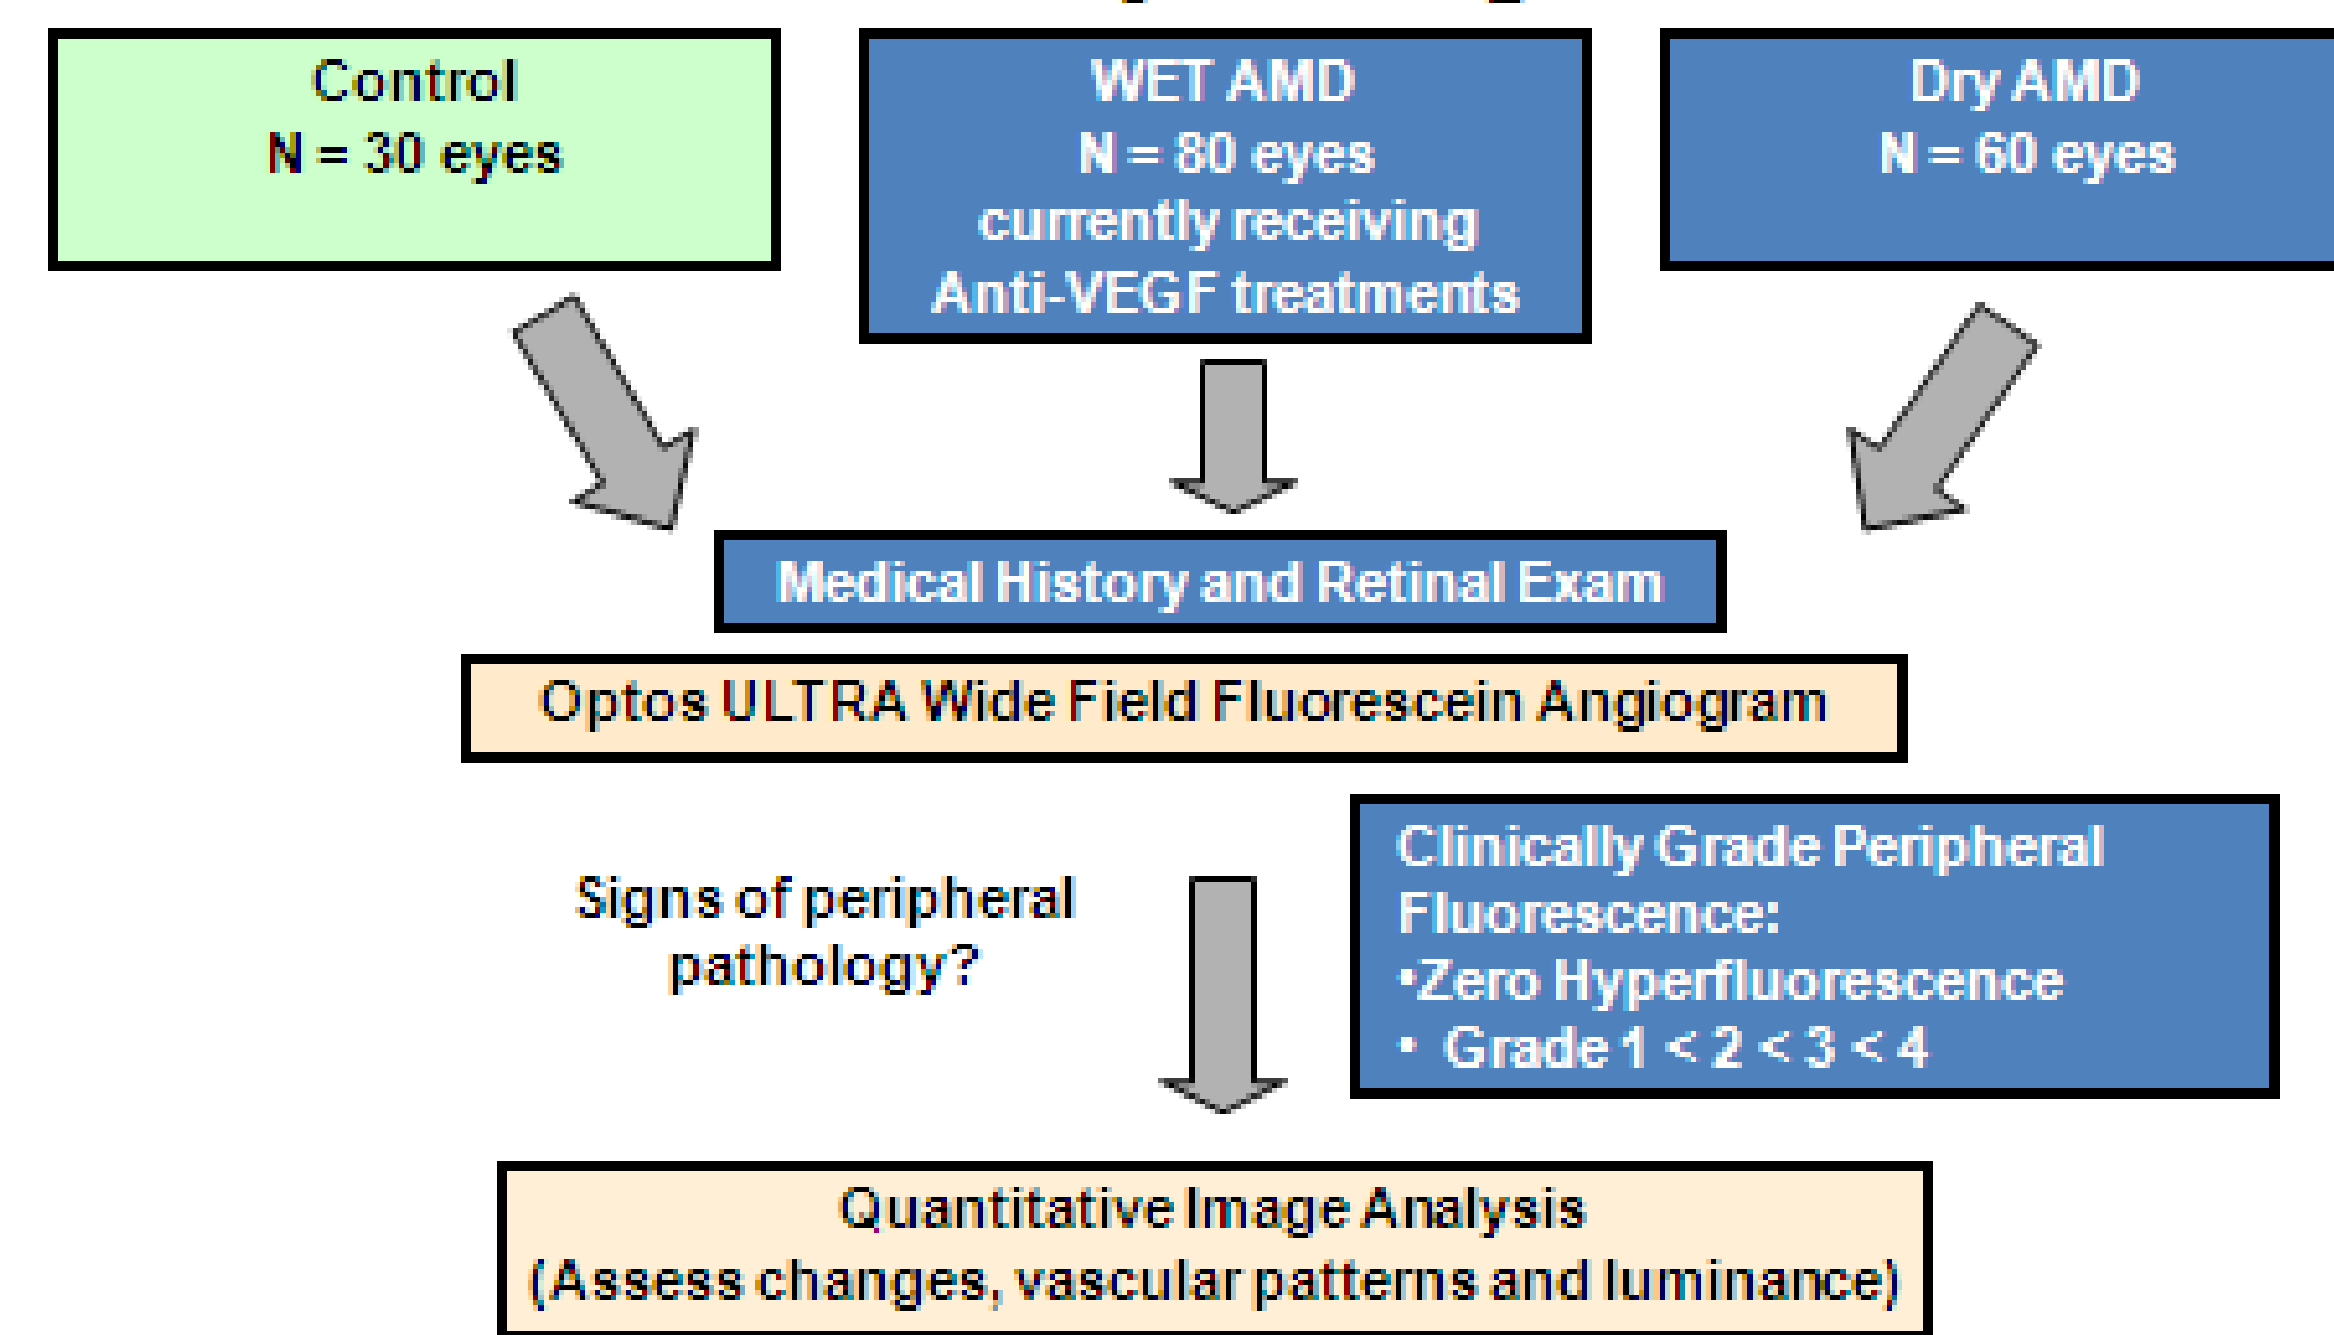 Control
N = 30 eyes
WET AMD
N = 80 eyes
currently receiving
Anti-VEGF treatments
Dry AMD
N = 60 eyes
Medical History and Retinal Exam
Optos ULTRA Wide Field Fluorescein Angiogram
Signs of peripheral
pathology?
Clinically Grade Peripheral
Fluorescence:
•Zero Hyperfluorescence
• Grade 1 < 2 < 3 < 4
Quantitative Image Analysis
(Assess changes, vascular patterns and luminance)